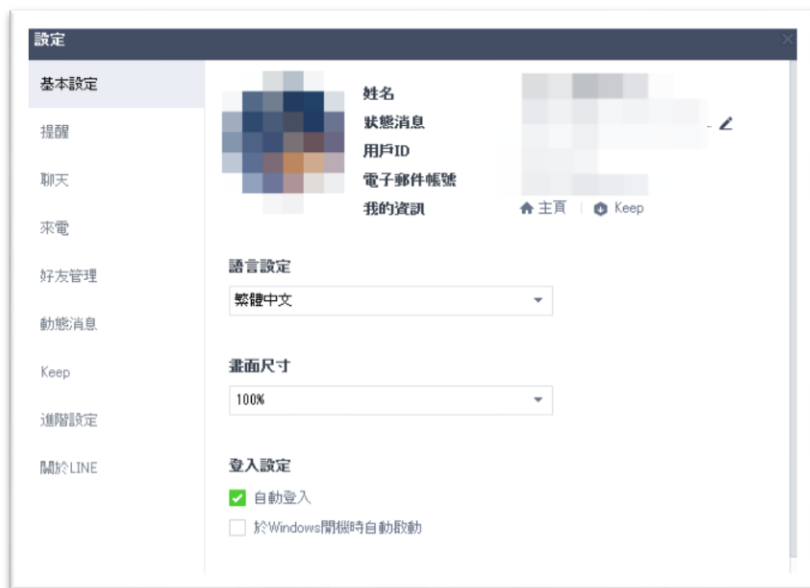 設定
基本設定
提醒
聊天
來電
好友管理
動態消息
Keep
進階設定
關於LINE
姓名
狀態消息
用戶ID
電子郵件帳號
我的資訊
主頁 | Keep
語言設定
繁體中文
畫面尺寸
100%
登入設定
自動登入
於Windows開機時自動啟動